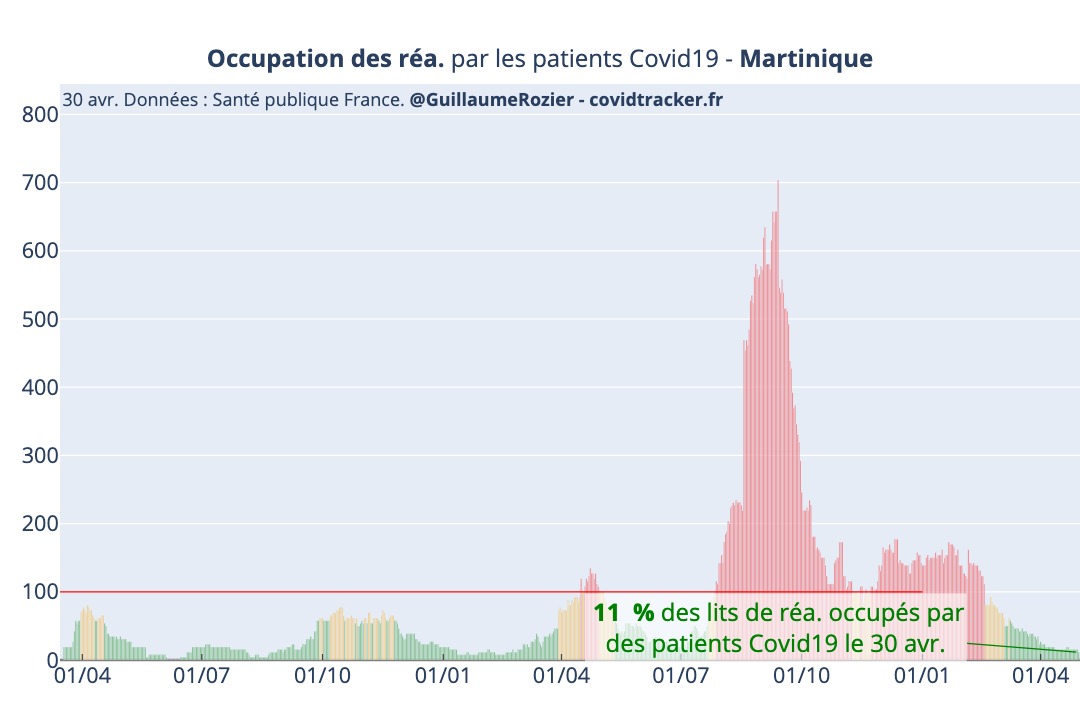 Occupation des réa. par les patients Covid19 - Martinique
30 avr. Données : Santé publique France. @GuillaumeRozier - covidtracker.fr
800
700
600
500
400
300
200
100
0
11 % des lits de réa. occupés par
des patients Covid19 le 30 avr.
01/04 01/07 01/10 01/01 01/04 01/07 01/10 01/01 01/04